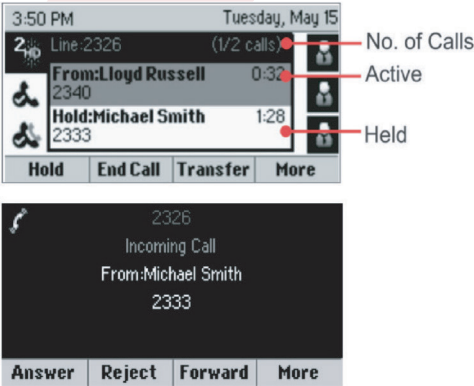 3:50 PM Tuesday, May 15
2HD Line:2326 (1/2 calls) No. of Calls
From:Lloyd Russell 0:32 Active
2340
Hold:Michael Smith 1:28
2333 Held
Hold End Call Transfer More
2326
Incoming Call
From:Michael Smith
2333
Answer Reject Forward More